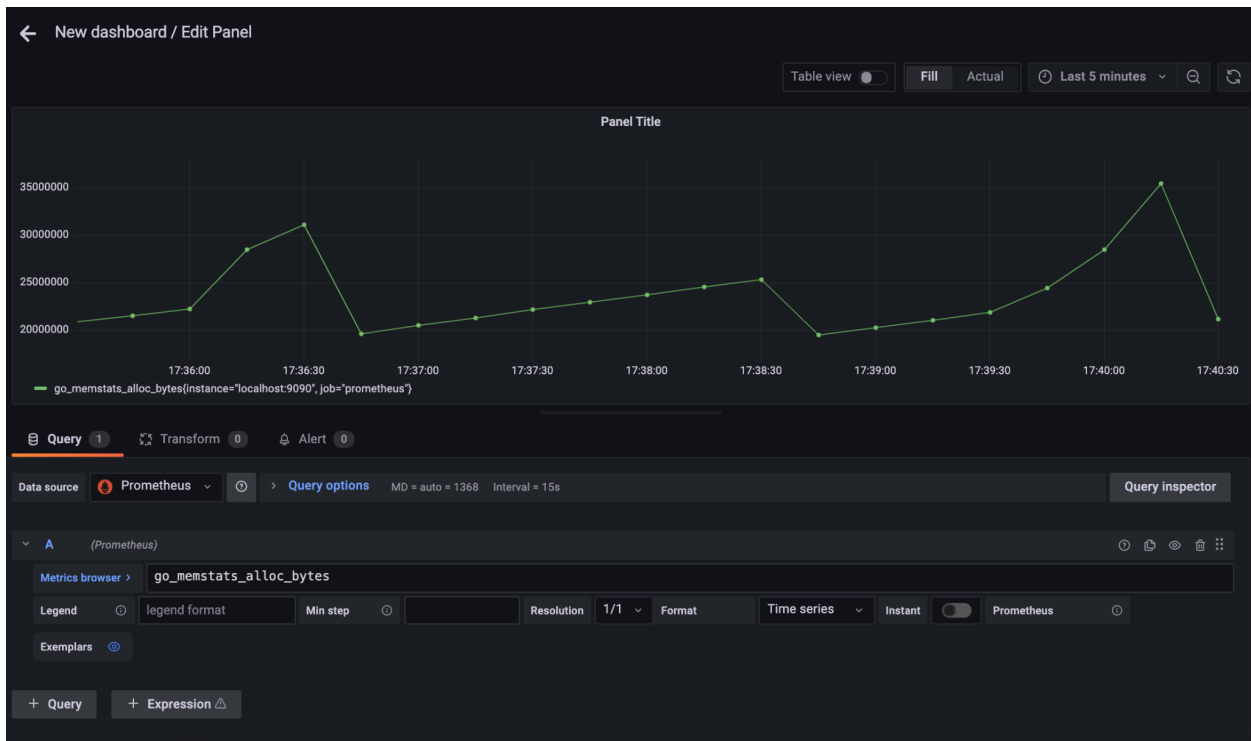 New dashboard / Edit Panel
Table view Fill Actual Last 5 minutes
Panel Title
35000000
30000000
25000000
20000000
17:36:00 17:36:30 17:37:00 17:37:30 17:38:00 17:38:30 17:39:00 17:39:30 17:40:00 17:40:30
go_memstats_alloc_bytes{instance="localhost:9090", job="prometheus"}
Query 1 Transform 0 Alert 0
Data source Prometheus > Query options MD = auto = 1368 Interval = 15s Query inspector
A (Prometheus)
Metrics browser > go_memstats_alloc_bytes
Legend legend format Min step Resolution 1/1 Format Time series Instant Prometheus
Exemplars
+ Query + Expression